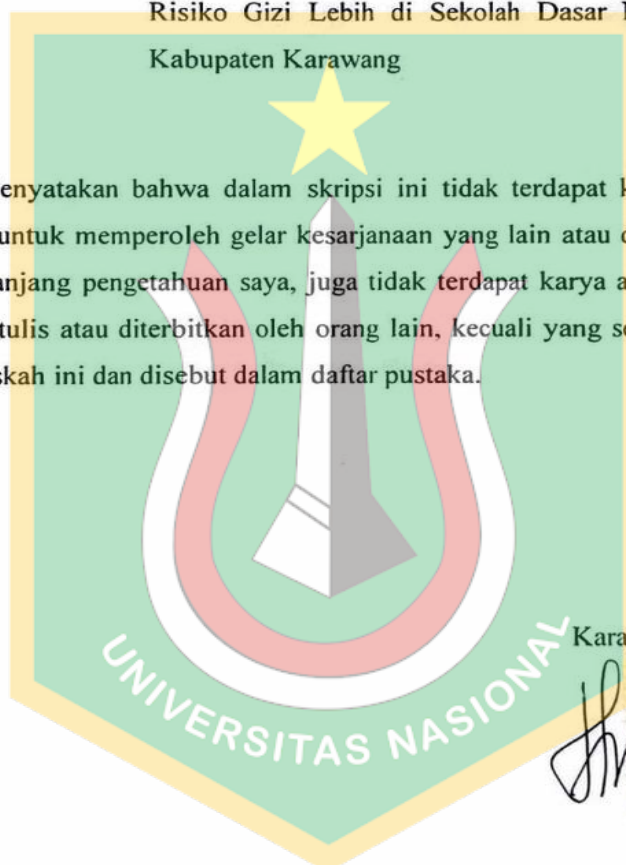 Risiko Gizi Lebih di Sekolah Dasar
Kabupaten Karawang
enyatakan bahwa dalam skripsi ini tidak terdapat
untuk memperoleh gelar kesarjanaan yang lain atau
anjang pengetahuan saya, juga tidak terdapat karya
tulis atau diterbitkan oleh orang lain, kecuali yang
skah ini dan disebut dalam daftar pustaka.
Kara
UNIVERSITAS NASIONAL